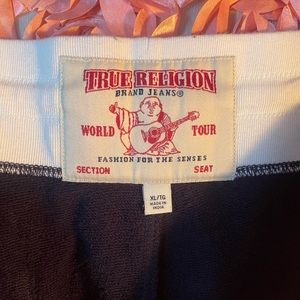 TRUE RELIGION
BRAND JEANS®
WORLD TOUR
FASHION FOR THE SENSES
SECTION SEAT
XL/TG
MADE IN
INDIA